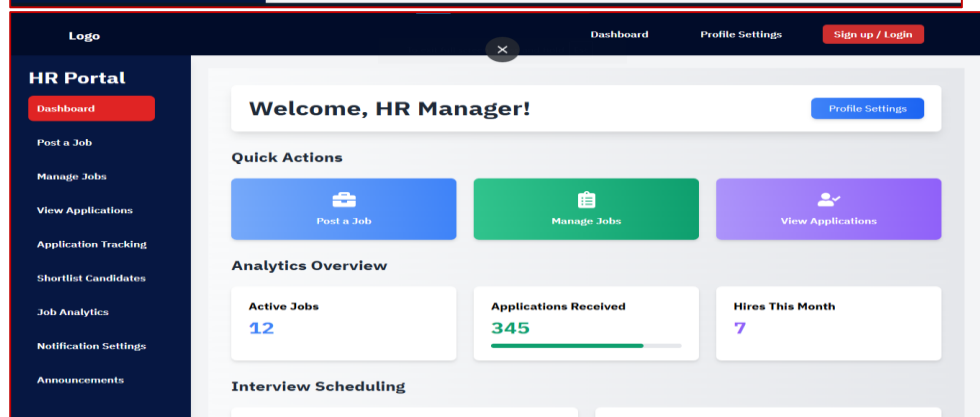 Logo
Dashboard
Profile Settings
Sign up / Login
HR Portal
Dashboard
Post a Job
Manage Jobs
View Applications
Application Tracking
Shortlist Candidates
Job Analytics
Notification Settings
Announcements
Welcome, HR Manager!
Profile Settings
Quick Actions
Post a Job
Manage Jobs
View Applications
Analytics Overview
Active Jobs
12
Applications Received
345
Hires This Month
7
Interview Scheduling